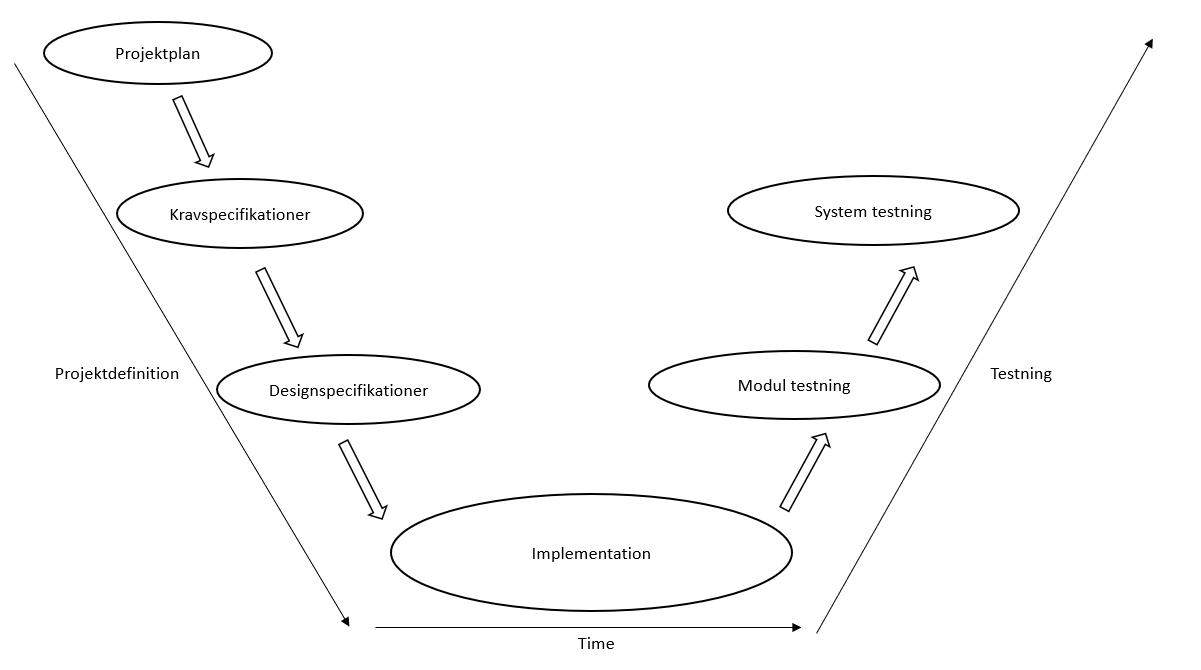 Projektplan
Kravspecifikationer
System testning
Projektdefinition
Designspecifikationer
Modul testning
Testning
Implementation
Time